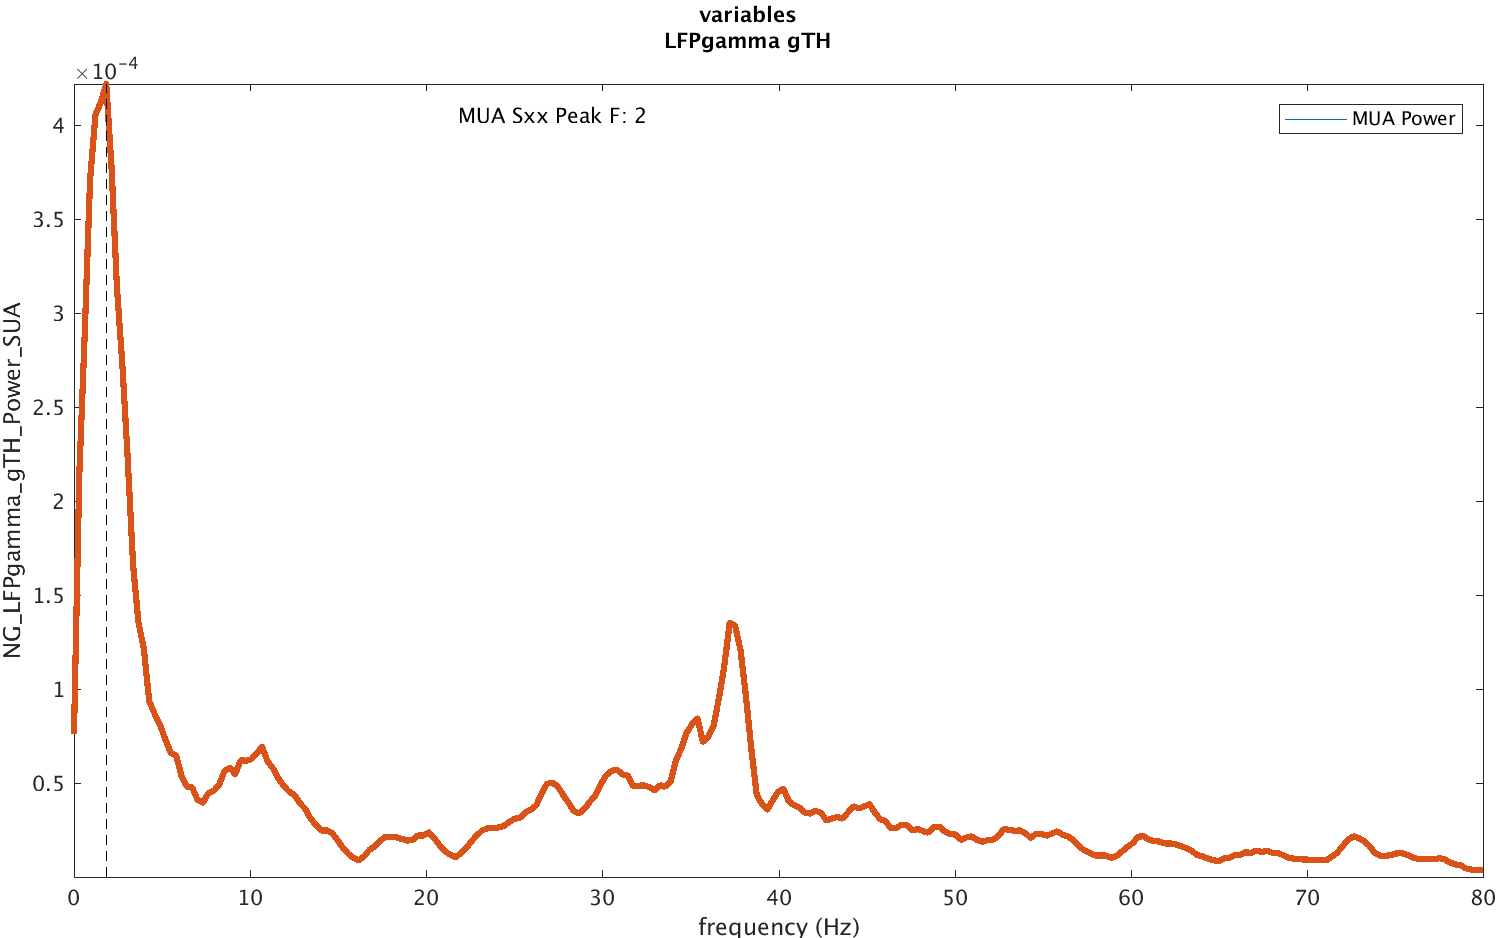 variables
LFPgamma gTH
×10⁻⁴
MUA Sxx Peak F: 2
MUA Power
4
3.5
3
2.5
2
1.5
1
0.5
NG_LFPgamma_gTH_Power_SUA
0 10 20 30 40 50 60 70 80
frequency (Hz)